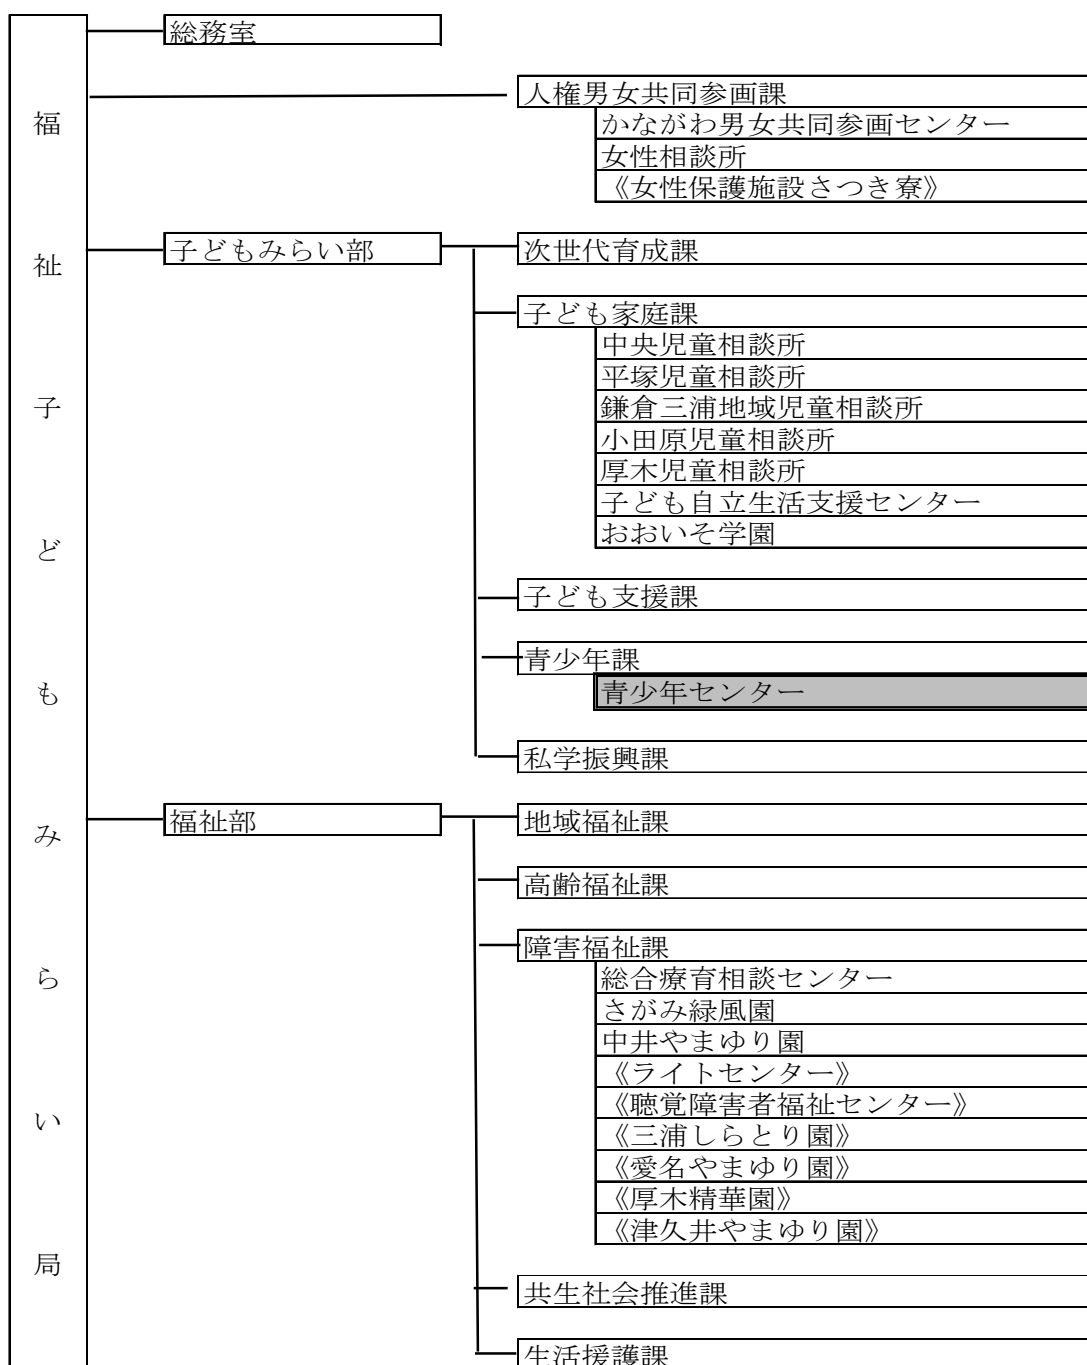 福祉子どもみらい局
総務室
人権男女共同参画課
かながわ男女共同参画センター
女性相談所
《女性保護施設さつき寮》
子どもみらい部
次世代育成課
子ども家庭課
中央児童相談所
平塚児童相談所
鎌倉三浦地域児童相談所
小田原児童相談所
厚木児童相談所
子ども自立生活支援センター
おおいそ学園
子ども支援課
青少年課
青少年センター
私学振興課
福祉部
地域福祉課
高齢福祉課
障害福祉課
総合療育相談センター
さがみ緑風園
中井やまゆり園
《ライトセンター》
《聴覚障害者福祉センター》
《三浦しらとり園》
《愛名やまゆり園》
《厚木精華園》
《津久井やまゆり園》
共生社会推進課
生活援護課